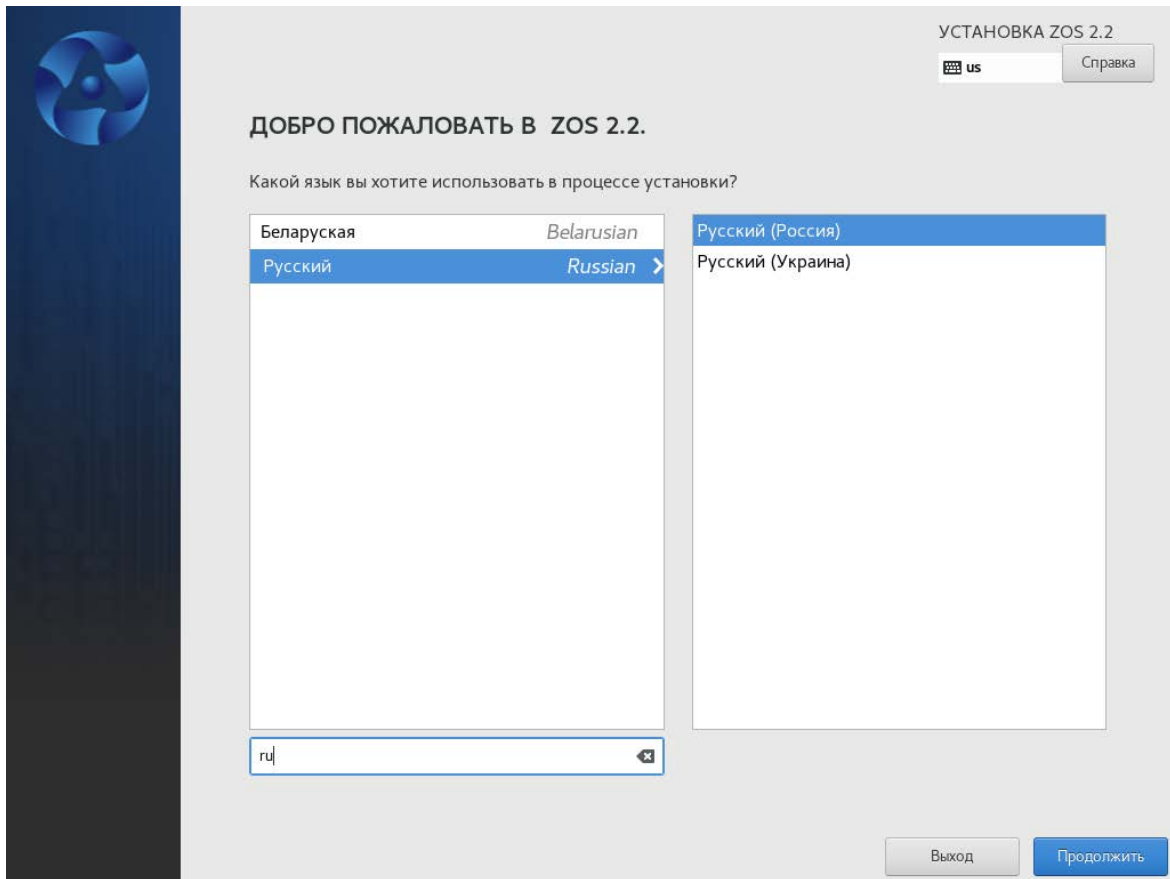 УСТАНОВКА ZOS 2.2
us
Справка
ДОБРО ПОЖАЛОВАТЬ В  ZOS 2.2.
Какой язык вы хотите использовать в процессе установки?
Беларуская Belarusian
Русский Russian
Русский (Россия)
Русский (Украина)
ru
Выход
Продолжить